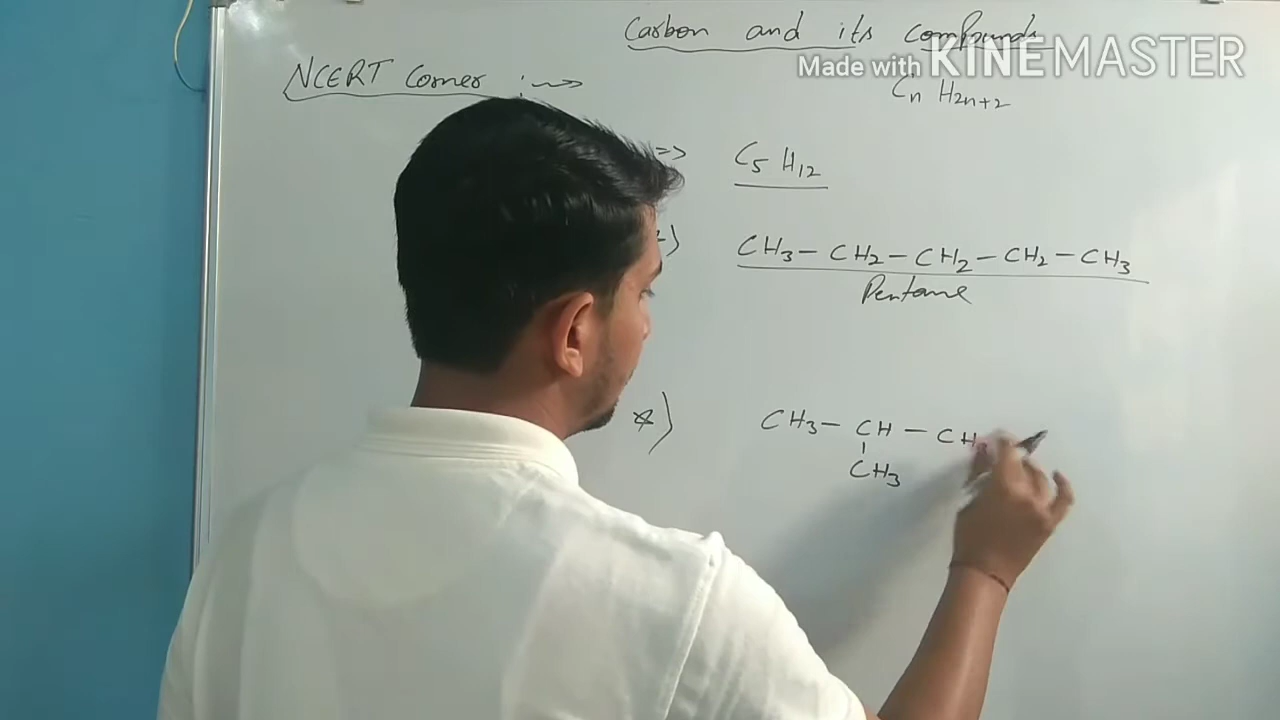 Carbon and its compounds
Made with KINEMASTER
NCERT Corner :→
Cn H2n+2
=> C5 H12
CH3 - CH2 - CH2 - CH2 - CH3
Pentane
CH3 - CH - CH
CH3